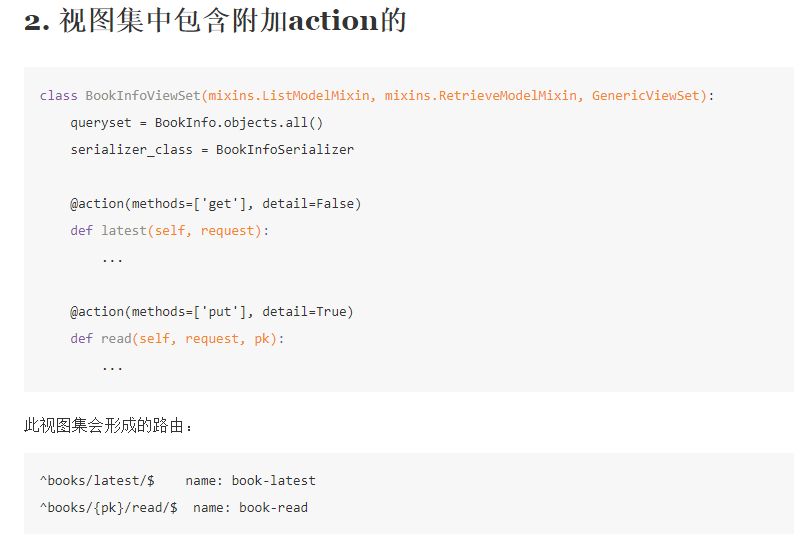 2. 视图集中包含附加action的
class BookInfoViewSet(mixins.ListModelMixin, mixins.RetrieveModelMixin, GenericViewSet):
    queryset = BookInfo.objects.all()
    serializer_class = BookInfoSerializer
    @action(methods=['get'], detail=False)
    def latest(self, request):
        ...
    @action(methods=['put'], detail=True)
    def read(self, request, pk):
        ...
此视图集会形成的路由：
^books/latest/$    name: book-latest
^books/{pk}/read/$  name: book-read